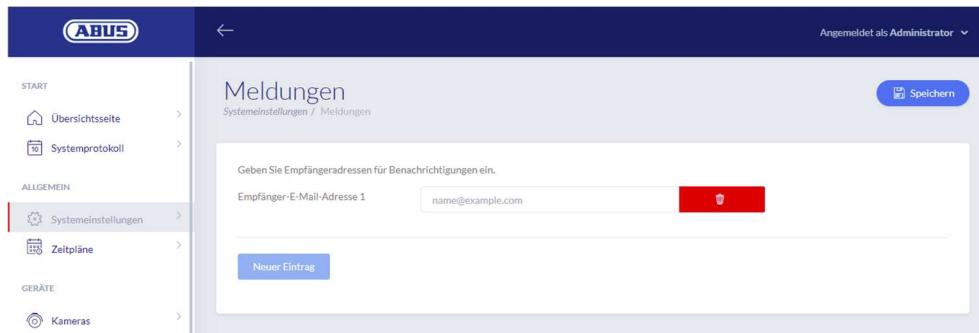 ABUS
Angemeldet als Administrator
START
Übersichtsseite
10 Systemprotokoll
ALLGEMEIN
Systemeinstellungen
Zeitpläne
GERÄTE
Kameras
Meldungen
Systemeinstellungen / Meldungen
Speichern
Geben Sie Empfängeradressen für Benachrichtigungen ein.
Empfänger-E-Mail-Adresse 1
name@example.com
Neuer Eintrag